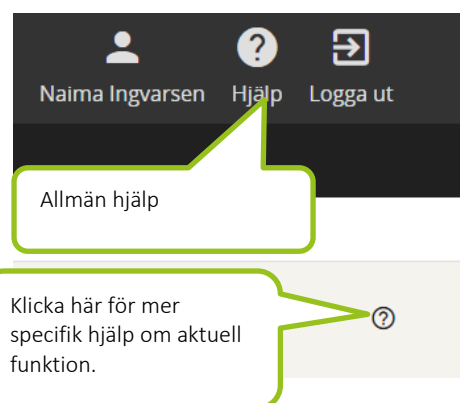 Naima Ingvarsen Hjälp Logga ut
Allmän hjälp
Klicka här för mer
specifik hjälp om aktuell
funktion.